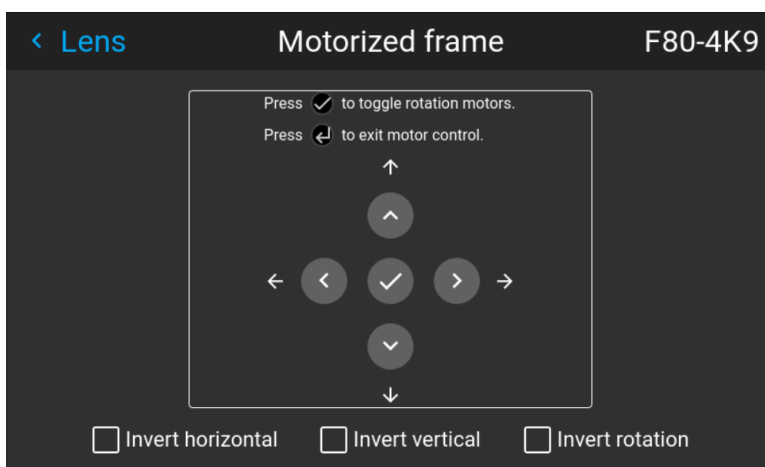 Lens Motorized frame F80-4K9
Press to toggle rotation motors.
Press to exit motor control.
Invert horizontal Invert vertical Invert rotation